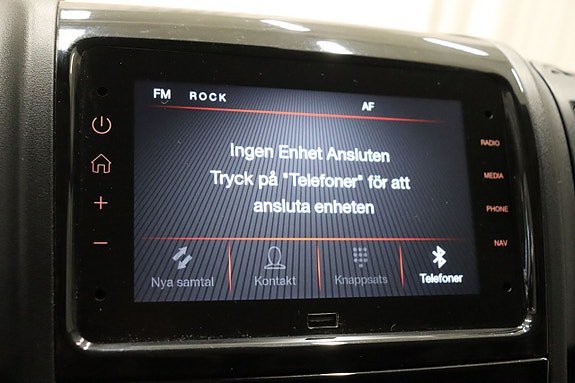 FM ROCK
AF
Ingen Enhet Ansluten
Tryck på "Telefoner" för att
ansluta enheten
Nya samtal
Kontakt
Knappsats
Telefoner
RADIO
MEDIA
PHONE
NAV